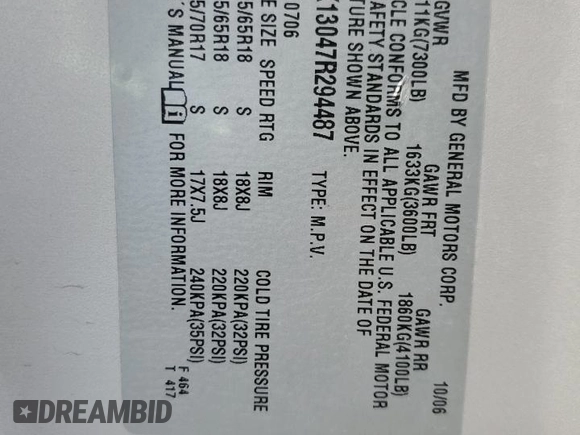 MFD BY GENERAL MOTORS CORP. 10/06
GVWR GAWR FRT GAWR RR
11KG(7300LB) 1633KG(3600LB) 1860KG(4100LB)
CLE CONFORMS TO ALL APPLICABLE U.S. FEDERAL MOTOR
AFETY STANDARDS IN EFFECT ON THE DATE OF
TURE SHOWN ABOVE.
13047R294487 TYPE: M.P.V.
0706
E SIZE SPEED RTG RIM COLD TIRE PRESSURE
5/65R18 S 18X8J 220KPA(32PSI)
5/65R18 S 18X8J 220KPA(32PSI)
5/70R17 S 17X7.5J 240KPA(35PSI)
'S MANUAL i FOR MORE INFORMATION.
F 464
T 417
DREAMBID